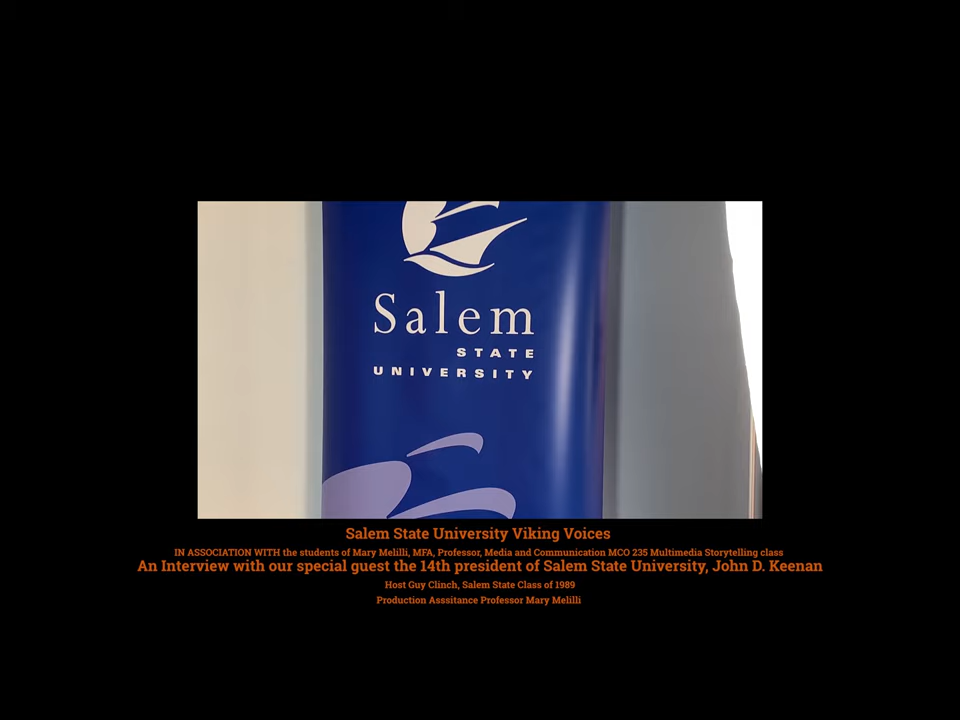 Salem
STATE
UNIVERSITY
Salem State University Viking Voices
IN ASSOCIATION WITH the students of Mary Melilli, MFA, Professor, Media and Communication MCO 235 Multimedia Storytelling class
An Interview with our special guest the 14th president of Salem State University, John D. Keenan
Host Guy Clinch, Salem State Class of 1989
Production Asssitance Professor Mary Melilli